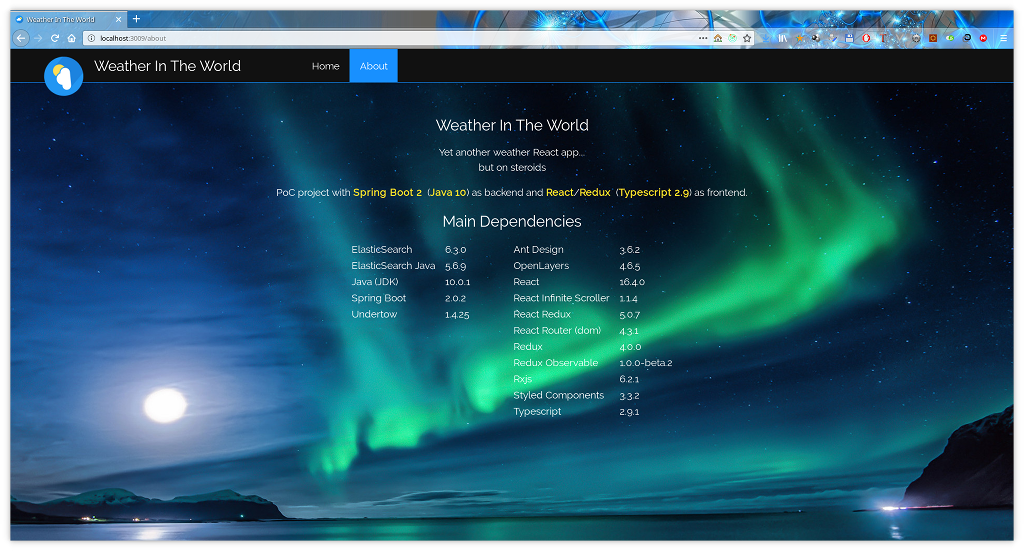 Weather In The World
localhost:3009/about
Weather In The World
Home
About
Weather In The World
Yet another weather React app...
but on steroids
PoC project with Spring Boot 2 (Java 10) as backend and React/Redux (Typescript 2.9) as frontend.
Main Dependencies
ElasticSearch 6.3.0
ElasticSearch Java 5.6.9
Java (JDK) 10.0.1
Spring Boot 2.0.2
Undertow 1.4.25
Ant Design 3.6.2
OpenLayers 4.6.5
React 16.4.0
React Infinite Scroller 1.1.4
React Redux 5.0.7
React Router (dom) 4.3.1
Redux 4.0.0
Redux Observable 1.0.0-beta.2
Rxjs 6.2.1
Styled Components 3.3.2
Typescript 2.9.1